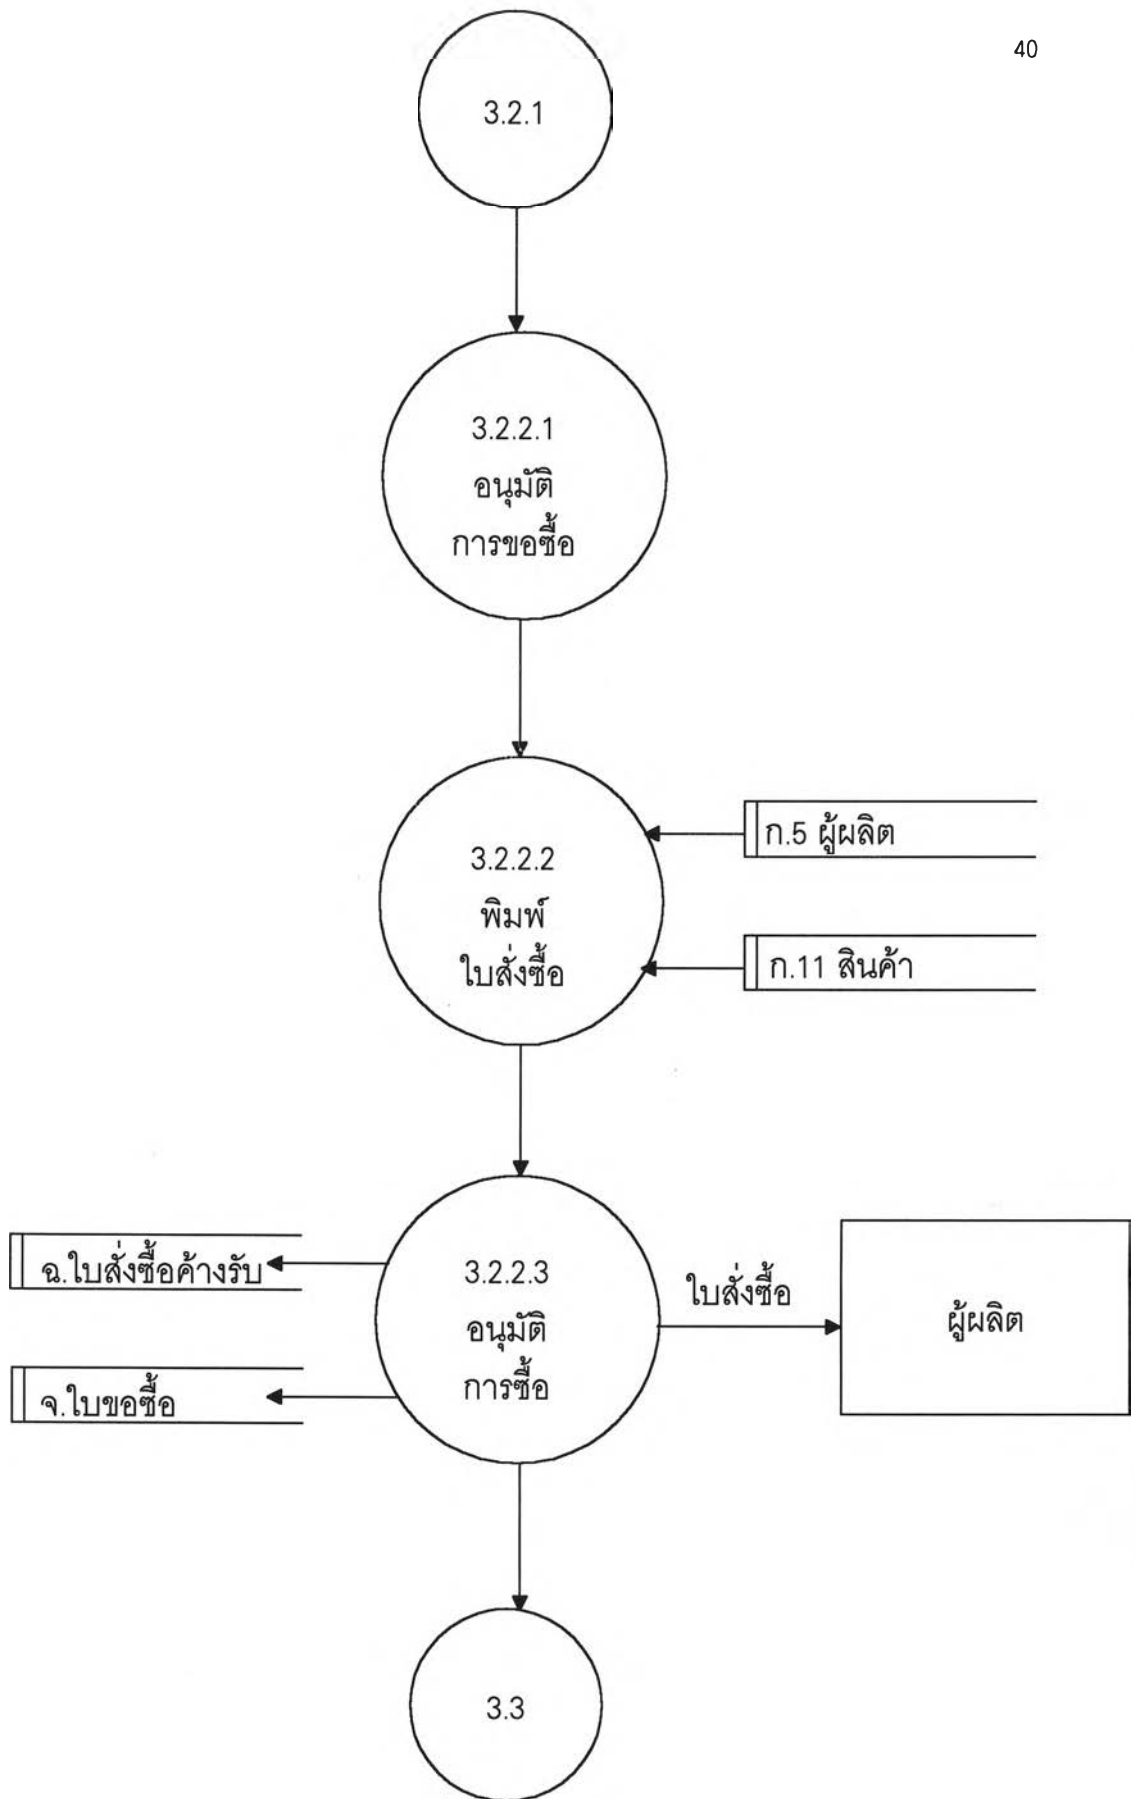 40
3.2.1
3.2.2.1
อนุมัติ
การขอซื้อ
3.2.2.2
พิมพ์
ใบสั่งซื้อ
ก.5 ผู้ผลิต
ก.11 สินค้า
ฉ.ใบสั่งซื้อค้างรับ
จ.ใบขอซื้อ
3.2.2.3
อนุมัติ
การซื้อ
ใบสั่งซื้อ
ผู้ผลิต
3.3